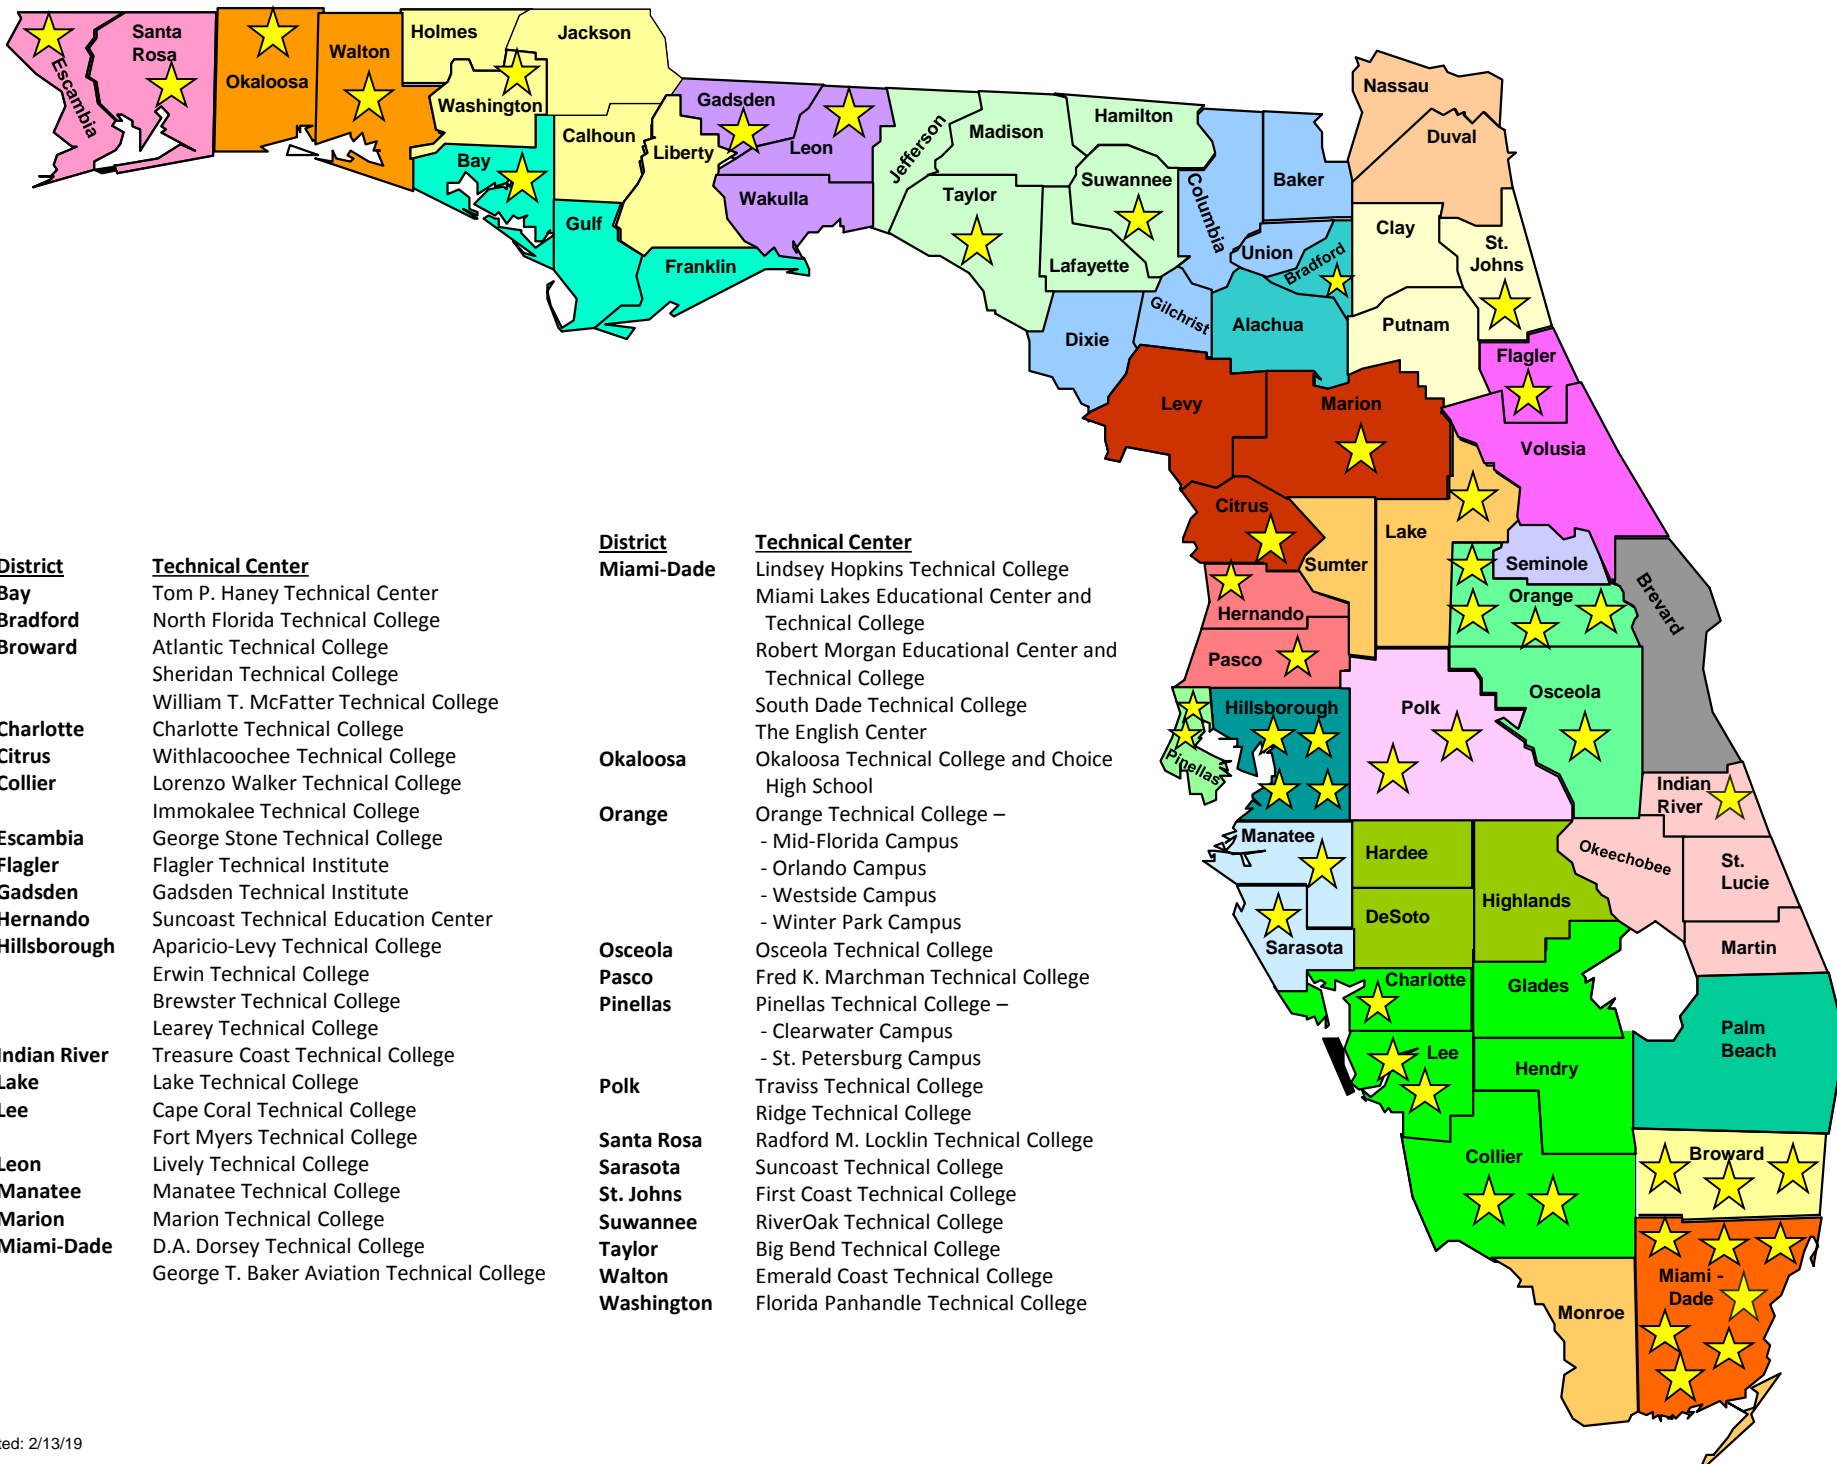 Holmes
Jackson
Santa
Rosa
Walton
Okaloosa
Escambia
Washington
Gadsden
Calhoun
Liberty
Leon
Bay
Wakulla
Gulf
Franklin
Jefferson
Madison
Hamilton
Taylor
Suwannee
Lafayette
Columbia
Baker
Nassau
Duval
Union
Bradford
Clay
St.
Johns
Gilchrist
Alachua
Putnam
Dixie
Flagler
Levy
Marion
Volusia
Citrus
Lake
Sumter
Seminole
Orange
Brevard
Hernando
Pasco
Osceola
Hillsborough
Polk
Pinellas
Indian
River
Manatee
Hardee
Okeechobee
St.
Lucie
Highlands
DeSoto
Sarasota
Martin
Charlotte
Glades
Palm
Beach
Lee
Hendry
Collier
Broward
Miami -
Dade
Monroe
District Technical Center
Bay Tom P. Haney Technical Center
Bradford North Florida Technical College
Broward Atlantic Technical College
Sheridan Technical College
William T. McFatter Technical College
Charlotte Charlotte Technical College
Citrus Withlacoochee Technical College
Collier Lorenzo Walker Technical College
Immokalee Technical College
Escambia George Stone Technical College
Flagler Flagler Technical Institute
Gadsden Gadsden Technical Institute
Hernando Suncoast Technical Education Center
Hillsborough Aparicio-Levy Technical College
Erwin Technical College
Brewster Technical College
Learey Technical College
Indian River Treasure Coast Technical College
Lake Lake Technical College
Lee Cape Coral Technical College
Fort Myers Technical College
Leon Lively Technical College
Manatee Manatee Technical College
Marion Marion Technical College
Miami-Dade D.A. Dorsey Technical College
George T. Baker Aviation Technical College
District Technical Center
Miami-Dade Lindsey Hopkins Technical College
Miami Lakes Educational Center and
Technical College
Robert Morgan Educational Center and
Technical College
South Dade Technical College
The English Center
Okaloosa Okaloosa Technical College and Choice
High School
Orange Orange Technical College –
- Mid-Florida Campus
- Orlando Campus
- Westside Campus
- Winter Park Campus
Osceola Osceola Technical College
Pasco Fred K. Marchman Technical College
Pinellas Pinellas Technical College –
- Clearwater Campus
- St. Petersburg Campus
Polk Traviss Technical College
Ridge Technical College
Santa Rosa Radford M. Locklin Technical College
Sarasota Suncoast Technical College
St. Johns First Coast Technical College
Suwannee RiverOak Technical College
Taylor Big Bend Technical College
Walton Emerald Coast Technical College
Washington Florida Panhandle Technical College
ted: 2/13/19